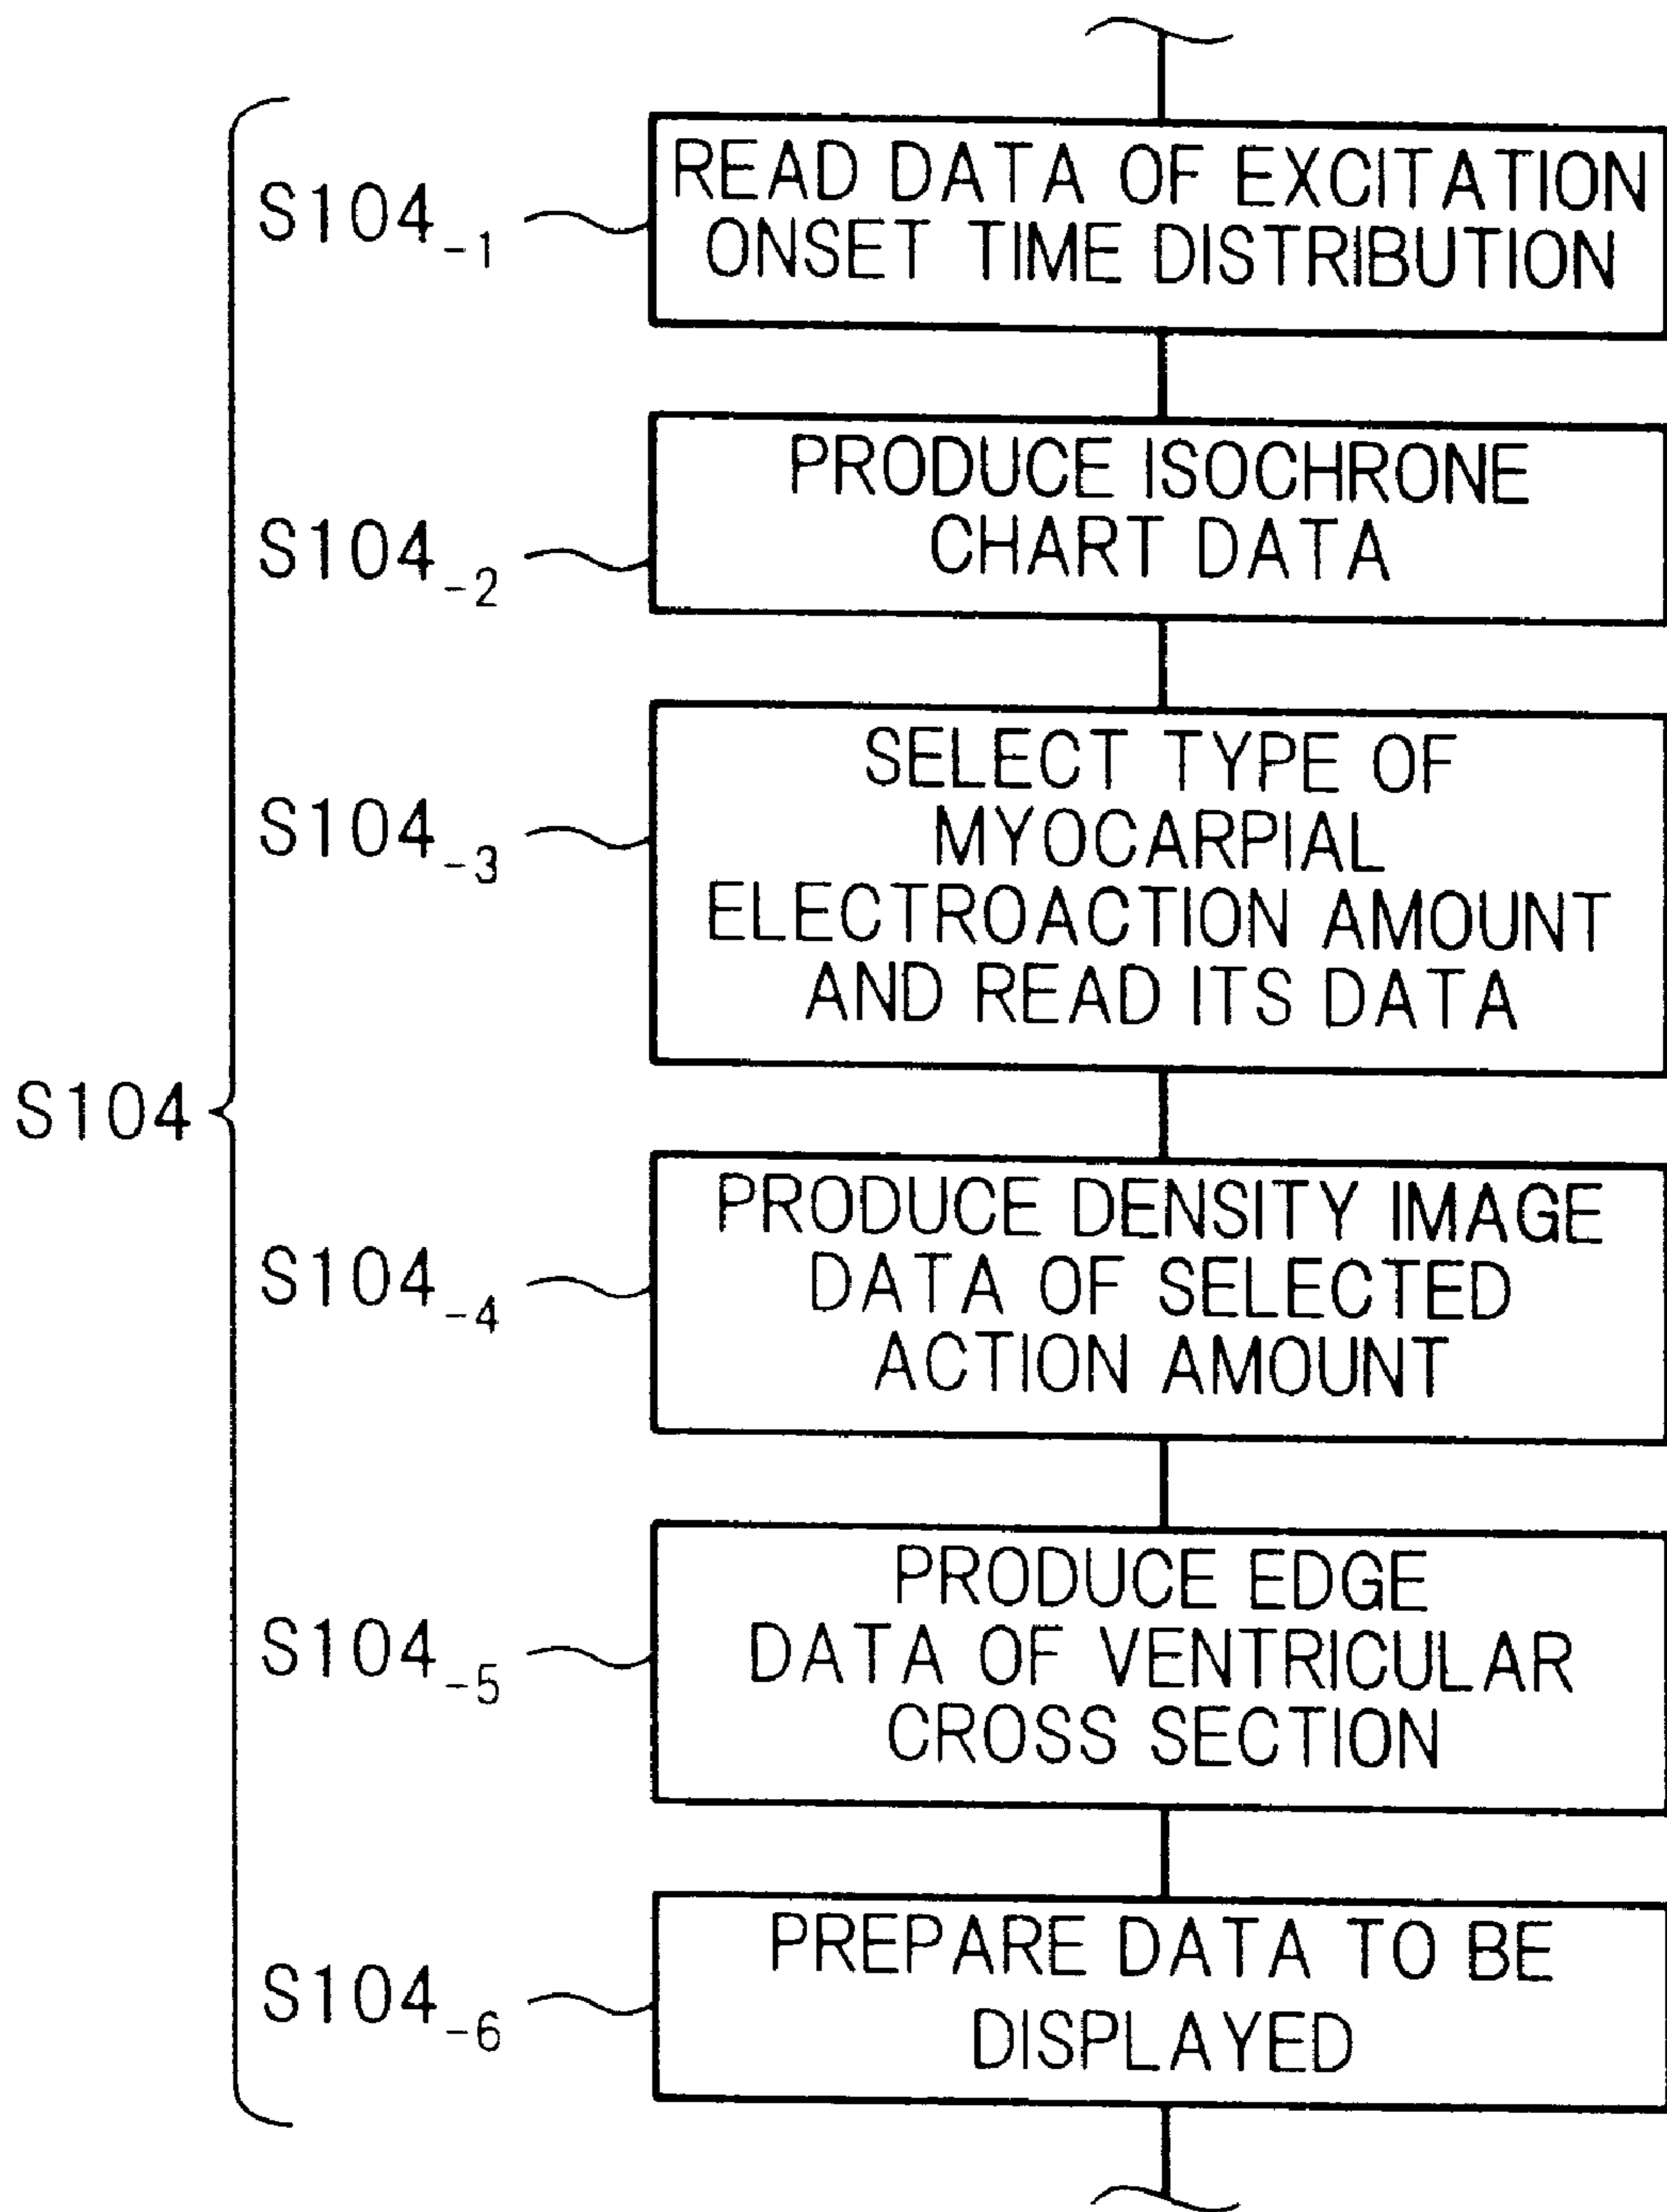 S104
S104-1
READ DATA OF EXCITATION
ONSET TIME DISTRIBUTION
S104-2
PRODUCE ISOCHRONE
CHART DATA
S104-3
SELECT TYPE OF
MYOCARPIAL
ELECTROACTION AMOUNT
AND READ ITS DATA
S104-4
PRODUCE DENSITY IMAGE
DATA OF SELECTED
ACTION AMOUNT
S104-5
PRODUCE EDGE
DATA OF VENTRICULAR
CROSS SECTION
S104-6
PREPARE DATA TO BE
DISPLAYED